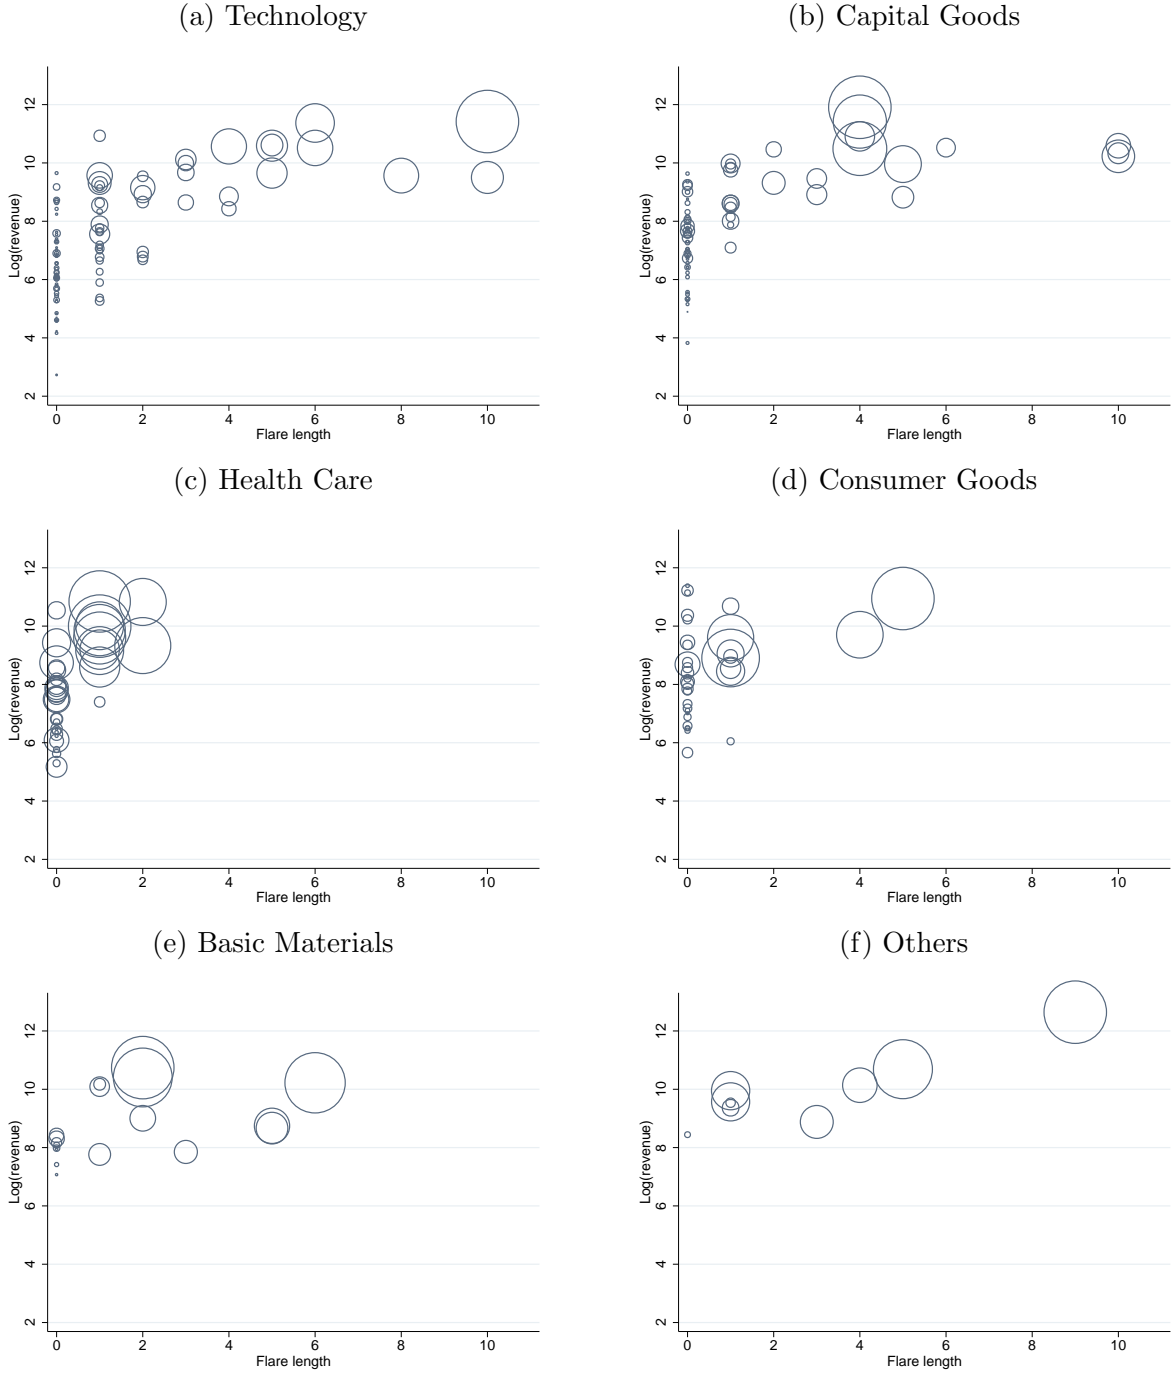 (a) Technology
12
10
8
6
4
2
Log(revenue)
0 2 4 6 8 10
Flare length
(b) Capital Goods
12
10
8
6
4
2
Log(revenue)
0 2 4 6 8 10
Flare length
(c) Health Care
12
10
8
6
4
2
Log(revenue)
0 2 4 6 8 10
Flare length
(d) Consumer Goods
12
10
8
6
4
2
Log(revenue)
0 2 4 6 8 10
Flare length
(e) Basic Materials
12
10
8
6
4
2
Log(revenue)
0 2 4 6 8 10
Flare length
(f) Others
12
10
8
6
4
2
Log(revenue)
0 2 4 6 8 10
Flare length